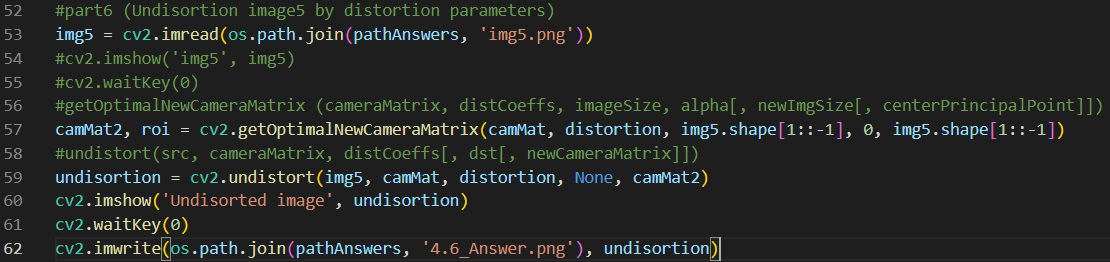 52 #part6 (Undisortion image5 by distortion parameters)
53 img5 = cv2.imread(os.path.join(pathAnswers, 'img5.png'))
54 #cv2.imshow('img5', img5)
55 #cv2.waitKey(0)
56 #getOptimalNewCameraMatrix (cameraMatrix, distCoeffs, imageSize, alpha[, newImgSize[, centerPrincipalPoint]])
57 camMat2, roi = cv2.getOptimalNewCameraMatrix(camMat, distortion, img5.shape[1::-1], 0, img5.shape[1::-1])
58 #undistort(src, cameraMatrix, distCoeffs[, dst[, newCameraMatrix]])
59 undisortion = cv2.undistort(img5, camMat, distortion, None, camMat2)
60 cv2.imshow('Undisorted image', undisortion)
61 cv2.waitKey(0)
62 cv2.imwrite(os.path.join(pathAnswers, '4.6_Answer.png'), undisortion)